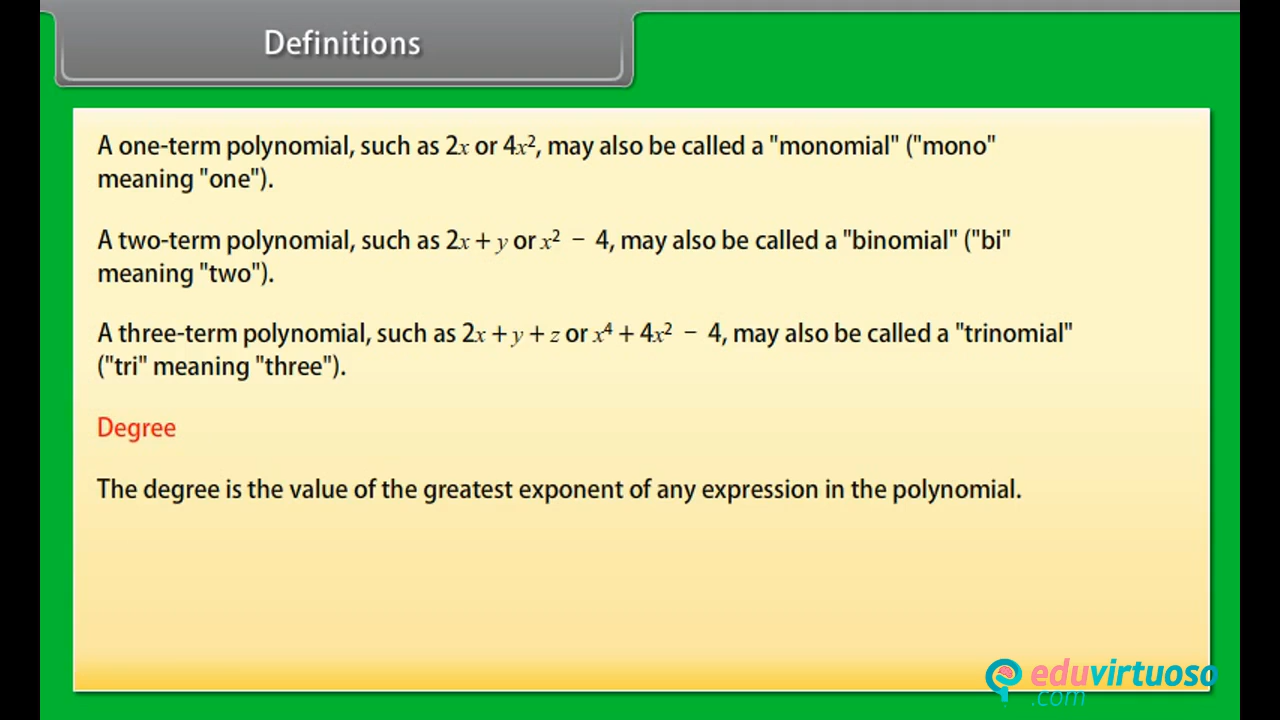 Definitions
A one-term polynomial, such as 2x or 4x², may also be called a "monomial" ("mono"
meaning "one").
A two-term polynomial, such as 2x + y or x² − 4, may also be called a "binomial" ("bi"
meaning "two").
A three-term polynomial, such as 2x + y + z or x⁴ + 4x² − 4, may also be called a "trinomial"
("tri" meaning "three").
Degree
The degree is the value of the greatest exponent of any expression in the polynomial.
eduvirtuoso
.com